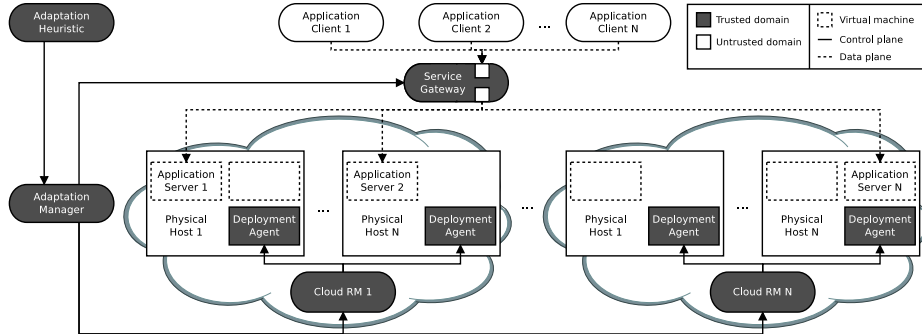 Adaptation
Heuristic
Application
Client 1
Application
Client 2
...
Application
Client N
Trusted domain
Untrusted domain
Virtual machine
Control plane
Data plane
Service
Gateway
Adaptation
Manager
Application
Server 1
Physical
Host 1
Deployment
Agent
...
Application
Server 2
Physical
Host N
Deployment
Agent
...
Physical
Host 1
Deployment
Agent
...
Application
Server N
Physical
Host N
Deployment
Agent
Cloud RM 1
Cloud RM N